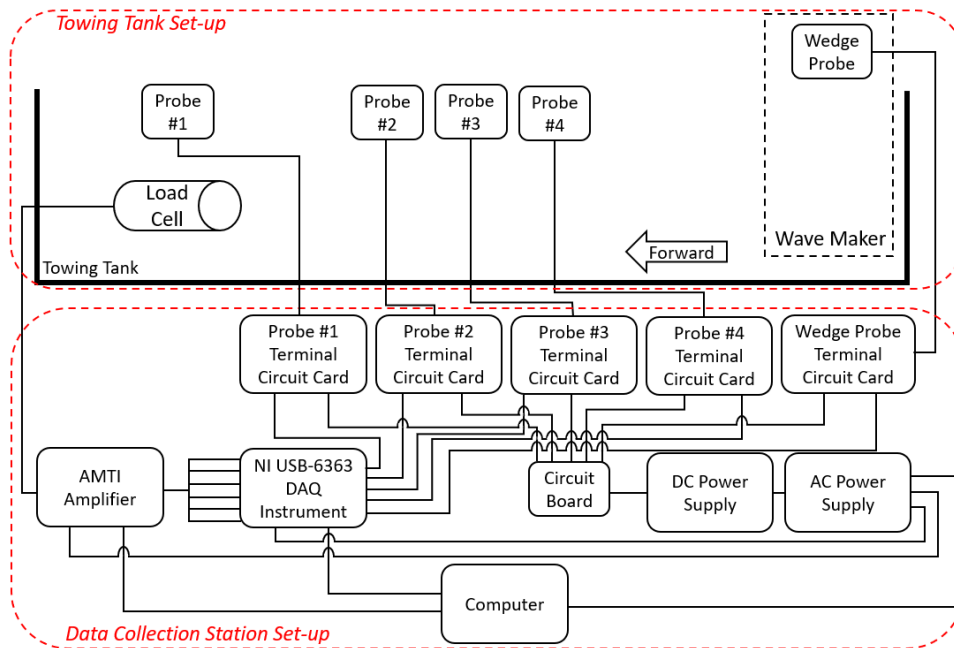 Towing Tank Set-up
Wedge
Probe
Probe
#1
Probe
#2
Probe
#3
Probe
#4
Load
Cell
Wave Maker
Forward
Towing Tank
Probe #1
Terminal
Circuit Card
Probe #2
Terminal
Circuit Card
Probe #3
Terminal
Circuit Card
Probe #4
Terminal
Circuit Card
Wedge Probe
Terminal
Circuit Card
AMTI
Amplifier
NI USB-6363
DAQ
Instrument
Circuit
Board
DC Power
Supply
AC Power
Supply
Computer
Data Collection Station Set-up